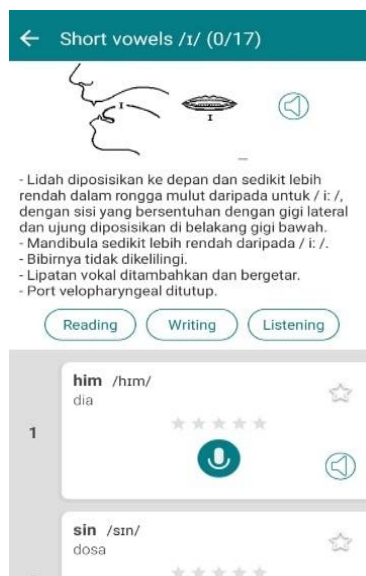 Short vowels /ɪ/ (0/17)
I
I
- Lidah diposisikan ke depan dan sedikit lebih
rendah dalam rongga mulut daripada untuk / i: /,
dengan sisi yang bersentuhan dengan gigi lateral
dan ujung diposisikan di belakang gigi bawah.
- Mandibula sedikit lebih rendah daripada / i: /.
- Bibirnya tidak dikelilingi.
- Lipatan vokal ditambahkan dan bergetar.
- Port velopharyngeal ditutup.
Reading Writing Listening
him /hɪm/
dia
1
sin /sɪn/
dosa